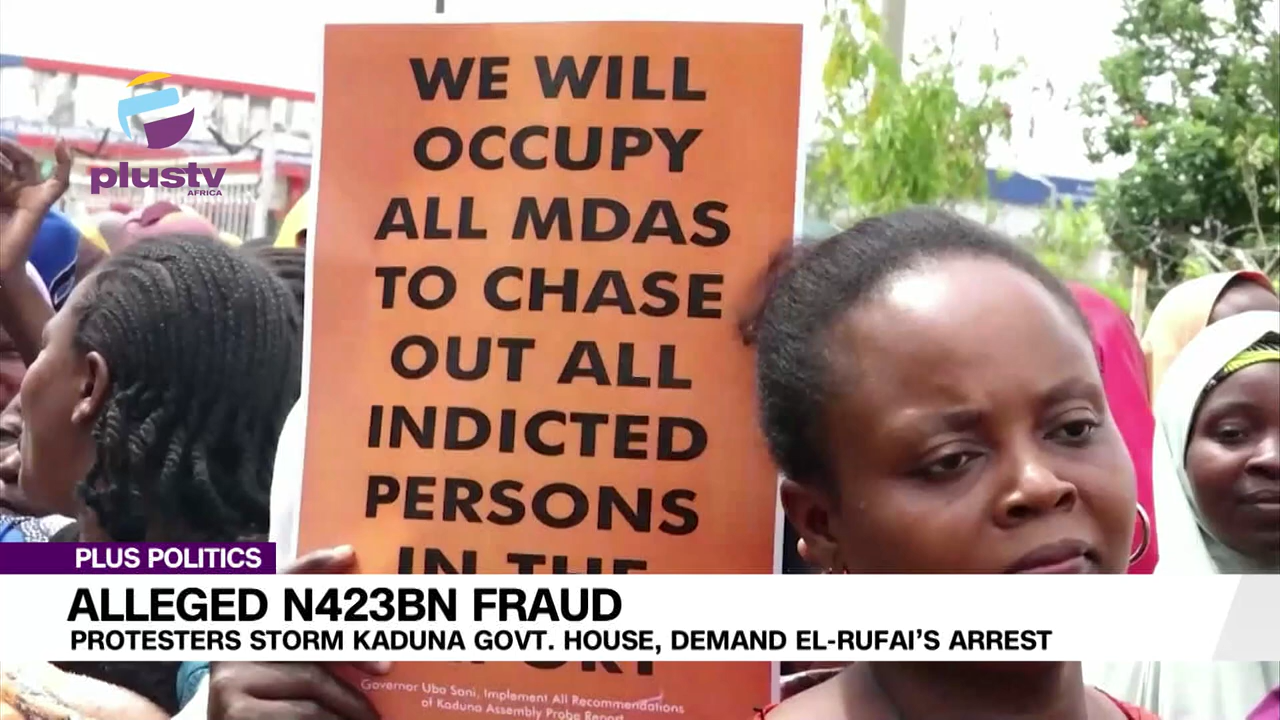 plustv
AFRICA
WE WILL
OCCUPY
ALL MDAS
TO CHASE
OUT ALL
INDICTED
PERSONS
IN THE
PLUS POLITICS
ALLEGED N423BN FRAUD
PROTESTERS STORM KADUNA GOVT. HOUSE, DEMAND EL-RUFAI'S ARREST
Governor Uba Sani, Implement All Recommendations
of Kaduna Assembly Probe Report